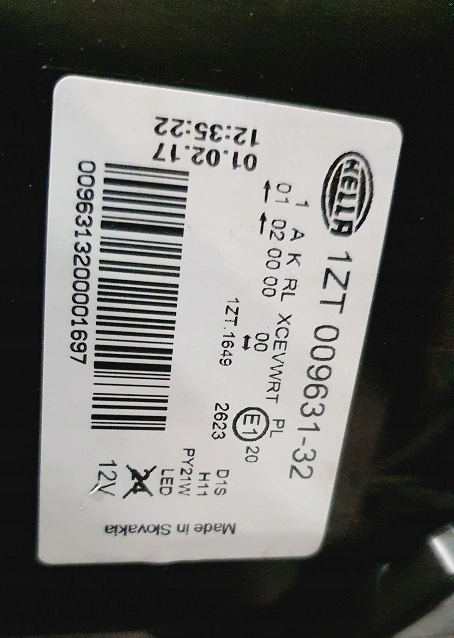 HELLA
1ZT 009631-32
1 A K RL XCEVWRT PL
01 02 00 00 00
← ← ↔
E1 20
2623
1ZT.1649
01.02.17
12:35:22
0096313200001697
D1S
H11
PY21W
LED
24
12V
Made in Slovakia